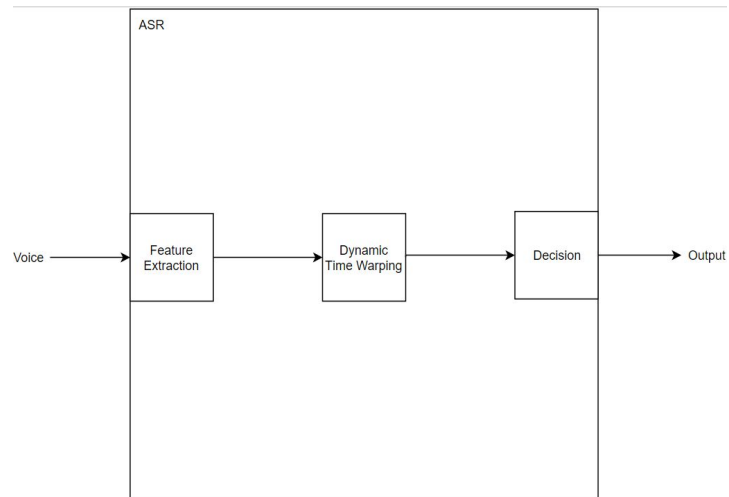 ASR
Voice
Feature
Extraction
Dynamic
Time Warping
Decision
Output